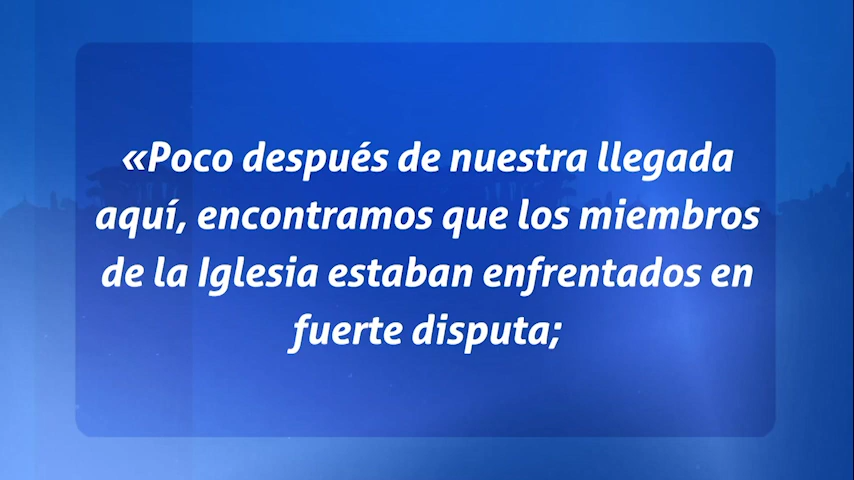 «Poco después de nuestra llegada
aquí, encontramos que los miembros
de la Iglesia estaban enfrentados en
fuerte disputa;